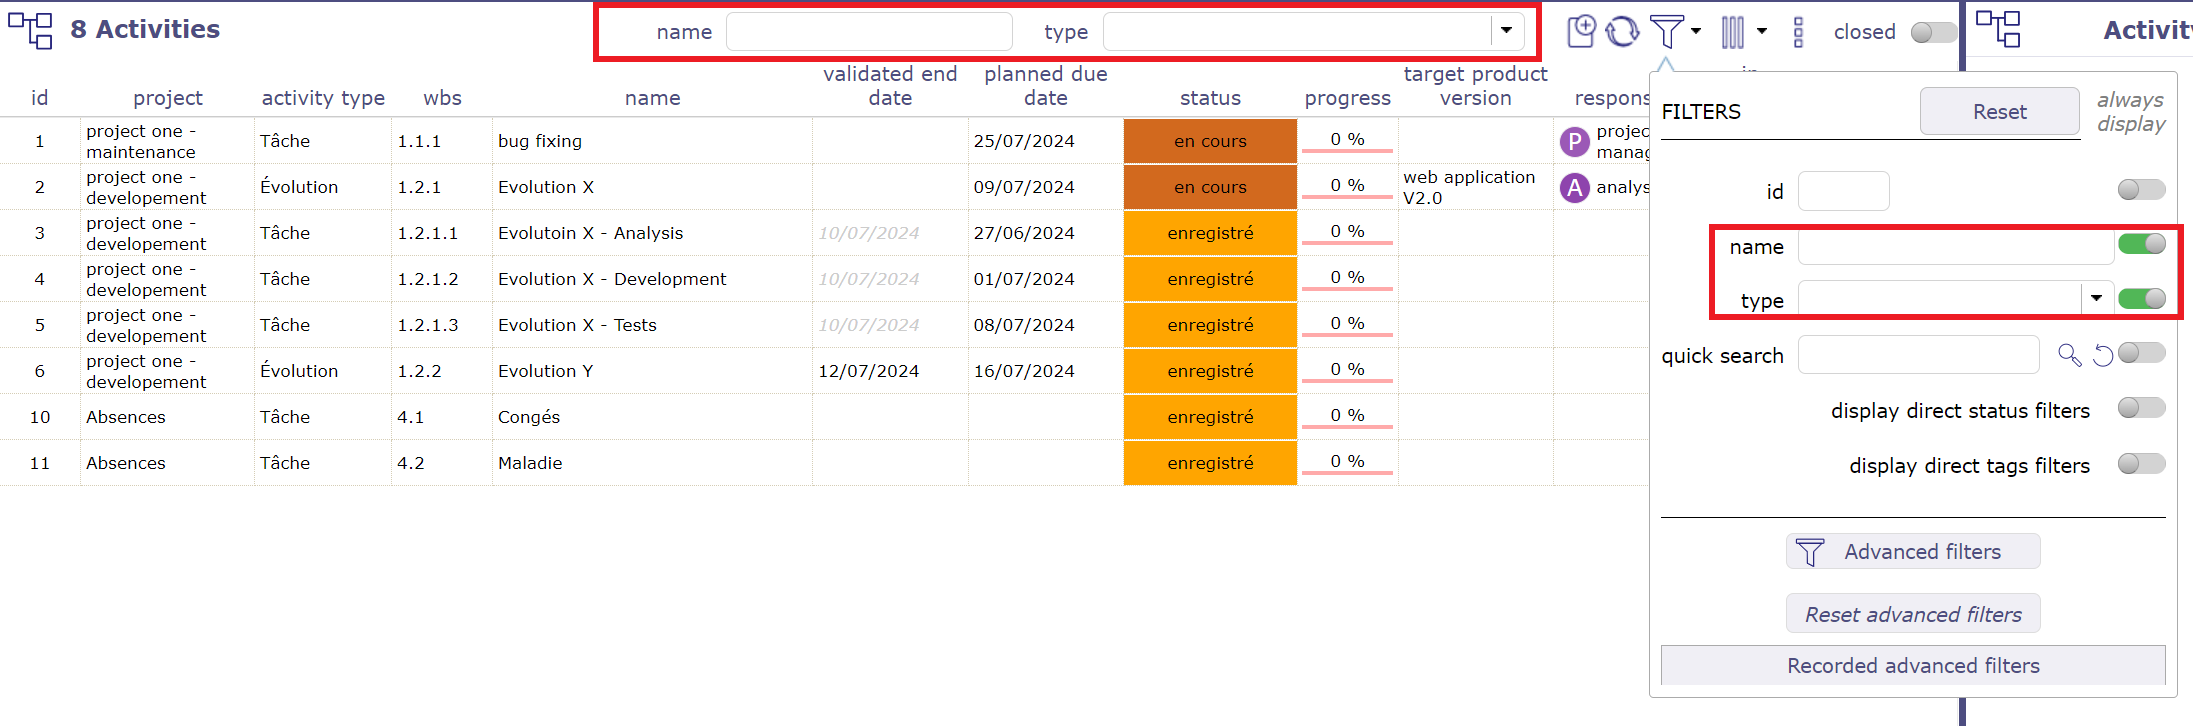 8 Activities
name
type
closed
Activity
id
project
activity type
wbs
name
validated end date
planned due date
status
progress
target product version
respons
1 project one - maintenance Tâche 1.1.1 bug fixing 25/07/2024 en cours 0 % P project manag
2 project one - developement Évolution 1.2.1 Evolution X 09/07/2024 en cours 0 % web application V2.0 A analys
3 project one - developement Tâche 1.2.1.1 Evolutoin X - Analysis 10/07/2024 27/06/2024 enregistré 0 %
4 project one - developement Tâche 1.2.1.2 Evolution X - Development 10/07/2024 01/07/2024 enregistré 0 %
5 project one - developement Tâche 1.2.1.3 Evolution X - Tests 10/07/2024 08/07/2024 enregistré 0 %
6 project one - developement Évolution 1.2.2 Evolution Y 12/07/2024 16/07/2024 enregistré 0 %
10 Absences Tâche 4.1 Congés enregistré 0 %
11 Absences Tâche 4.2 Maladie enregistré 0 %
FILTERS
Reset
always
display
id
name
type
quick search
display direct status filters
display direct tags filters
Advanced filters
Reset advanced filters
Recorded advanced filters